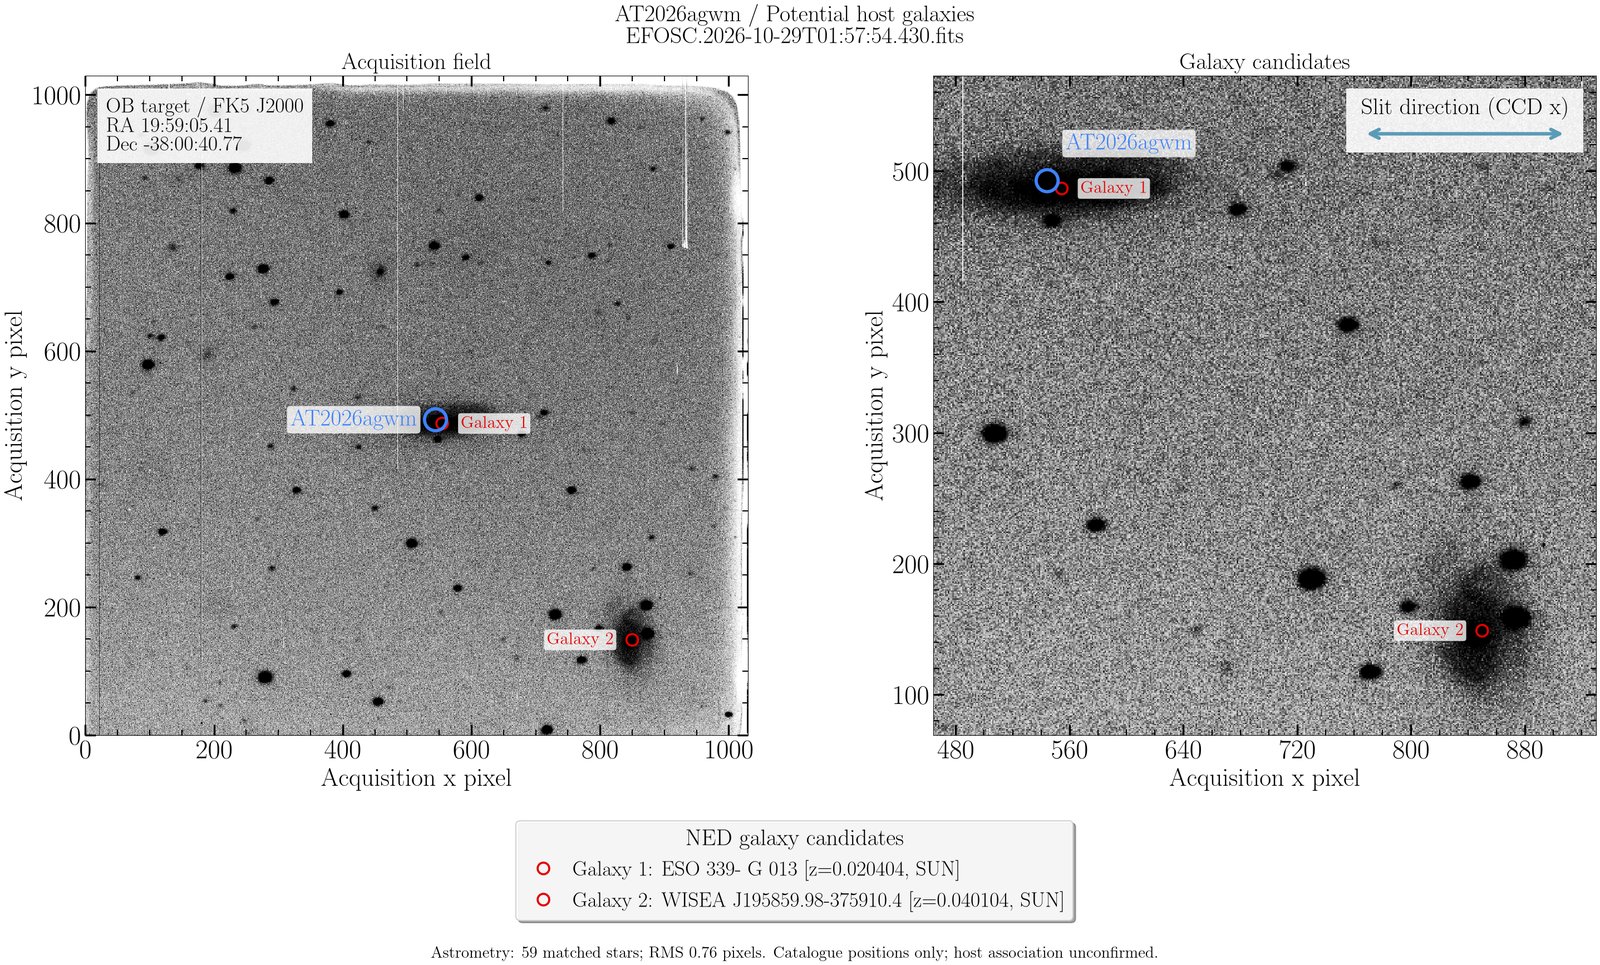 AT2026agwm / Potential host galaxies
EFOSC.2026-10-29T01:57:54.430.fits
Acquisition field
OB target / FK5 J2000
RA 19:59:05.41
Dec -38:00:40.77
AT2026agwm
Galaxy 1
Galaxy 2
1000
800
600
400
200
0
0 200 400 600 800 1000
Acquisition x pixel
Acquisition y pixel
Galaxy candidates
Slit direction (CCD x)
AT2026agwm
Galaxy 1
Galaxy 2
500
400
300
200
100
480 560 640 720 800 880
Acquisition x pixel
Acquisition y pixel
NED galaxy candidates
Galaxy 1: ESO 339- G 013 [z=0.020404, SUN]
Galaxy 2: WISEA J195859.98-375910.4 [z=0.040104, SUN]
Astrometry: 59 matched stars; RMS 0.76 pixels. Catalogue positions only; host association unconfirmed.